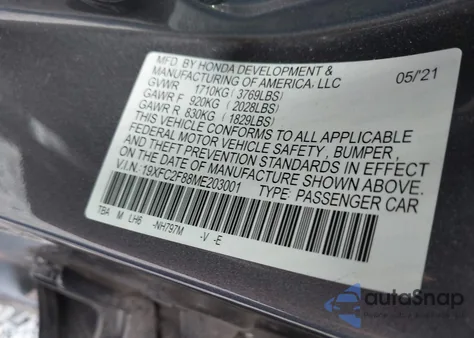 MFD. BY HONDA DEVELOPMENT & 05/'21
MANUFACTURING OF AMERICA, LLC
GVWR 1710KG (3769LBS)
GAWR F 920KG (2028LBS)
GAWR R 830KG (1829LBS)
THIS VEHICLE CONFORMS TO ALL APPLICABLE
FEDERAL MOTOR VEHICLE SAFETY, BUMPER,
AND THEFT PREVENTION STANDARDS IN EFFECT
ON THE DATE OF MANUFACTURE SHOWN ABOVE.
V.I.N. 19XFC2F88ME203001 TYPE: PASSENGER CAR
TBA M LH6 -NH797M -V -E
autoSnap